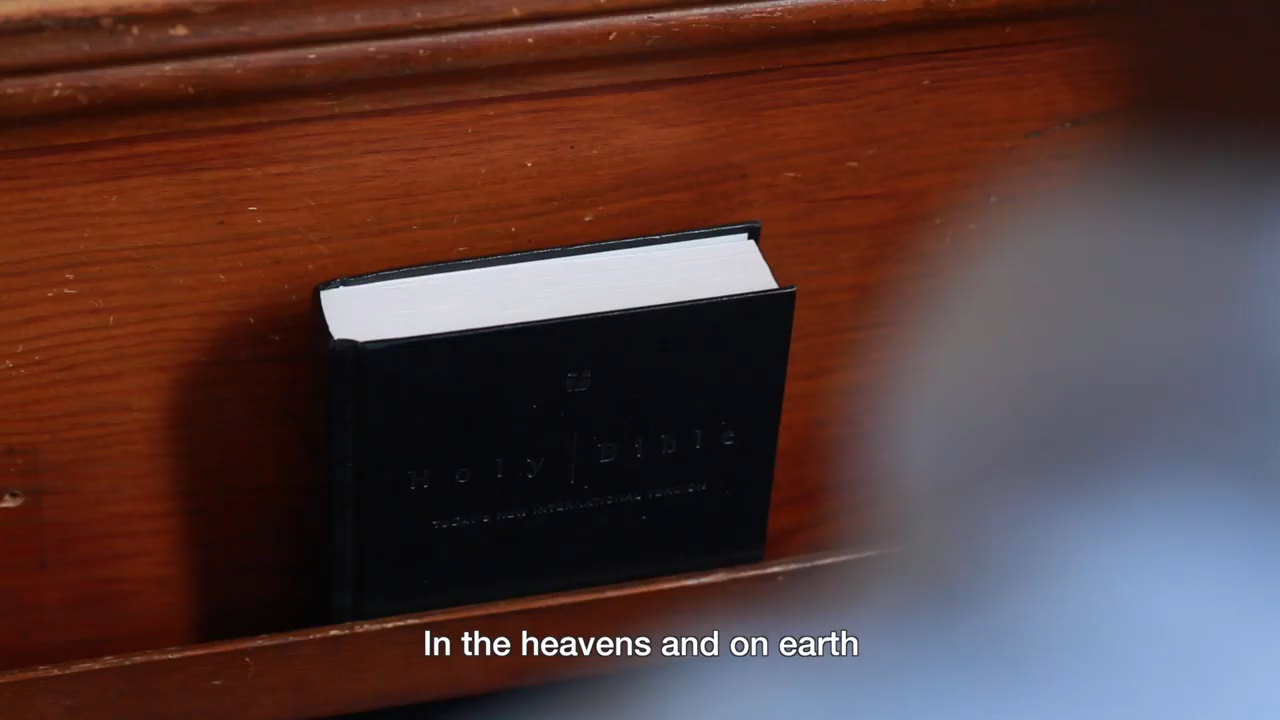 Holy Bible
TODAY'S NEW INTERNATIONAL VERSION
In the heavens and on earth